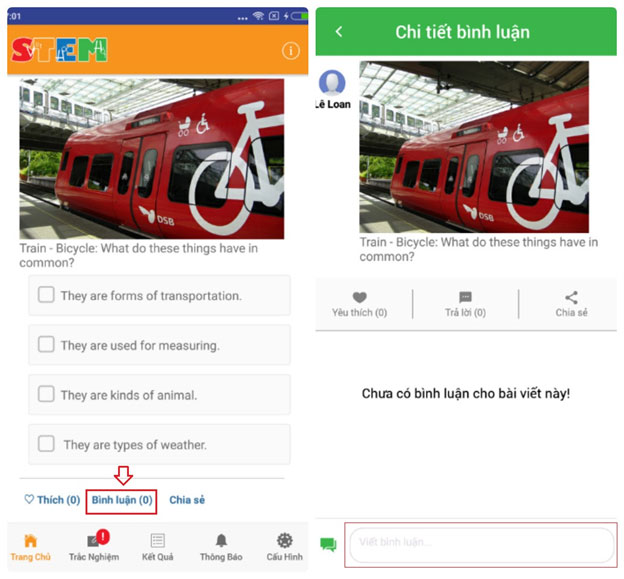 7:01
STEM
DSB
Train - Bicycle: What do these things have in
common?
They are forms of transportation.
They are used for measuring.
They are kinds of animal.
They are types of weather.
Thích (0) Bình luận (0) Chia sẻ
Trang Chủ Trắc Nghiệm Kết Quả Thông Báo Cấu Hình
Chi tiết bình luận
Lê Loan
DSB
Train - Bicycle: What do these things have in
common?
Yêu thích (0) Trả lời (0) Chia sẻ
Chưa có bình luận cho bài viết này!
Viết bình luận...